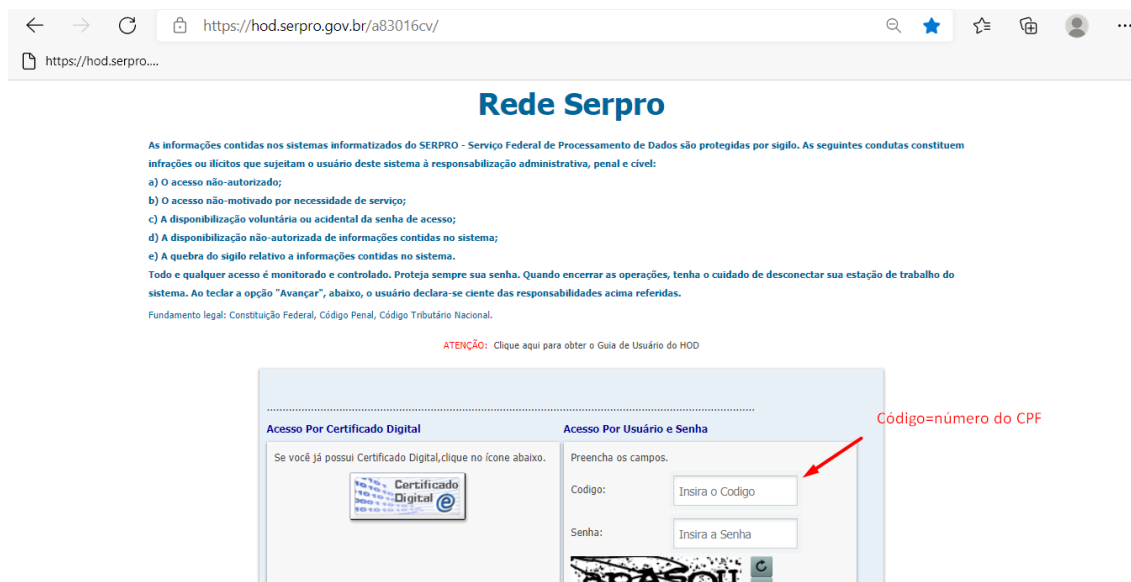 https://hod.serpro.gov.br/a83016cv/
https://hod.serpro....
Rede Serpro
As informações contidas nos sistemas informatizados do SERPRO - Serviço Federal de Processamento de Dados são protegidas por sigilo. As seguintes condutas constituem
infrações ou ilícitos que sujeitam o usuário deste sistema à responsabilização administrativa, penal e cível:
a) O acesso não-autorizado;
b) O acesso não-motivado por necessidade de serviço;
c) A disponibilização voluntária ou acidental da senha de acesso;
d) A disponibilização não-autorizada de informações contidas no sistema;
e) A quebra do sigilo relativo a informações contidas no sistema.
Todo e qualquer acesso é monitorado e controlado. Proteja sempre sua senha. Quando encerrar as operações, tenha o cuidado de desconectar sua estação de trabalho do
sistema. Ao teclar a opção "Avançar", abaixo, o usuário declara-se ciente das responsabilidades acima referidas.
Fundamento legal: Constituição Federal, Código Penal, Código Tributário Nacional.
ATENÇÃO: Clique aqui para obter o Guia de Usuário do HOD
Código=número do CPF
Acesso Por Certificado Digital
Se você já possui Certificado Digital,clique no ícone abaixo.
Certificado
Digital e
Acesso Por Usuário e Senha
Preencha os campos.
Codigo: Insira o Codigo
Senha: Insira a Senha